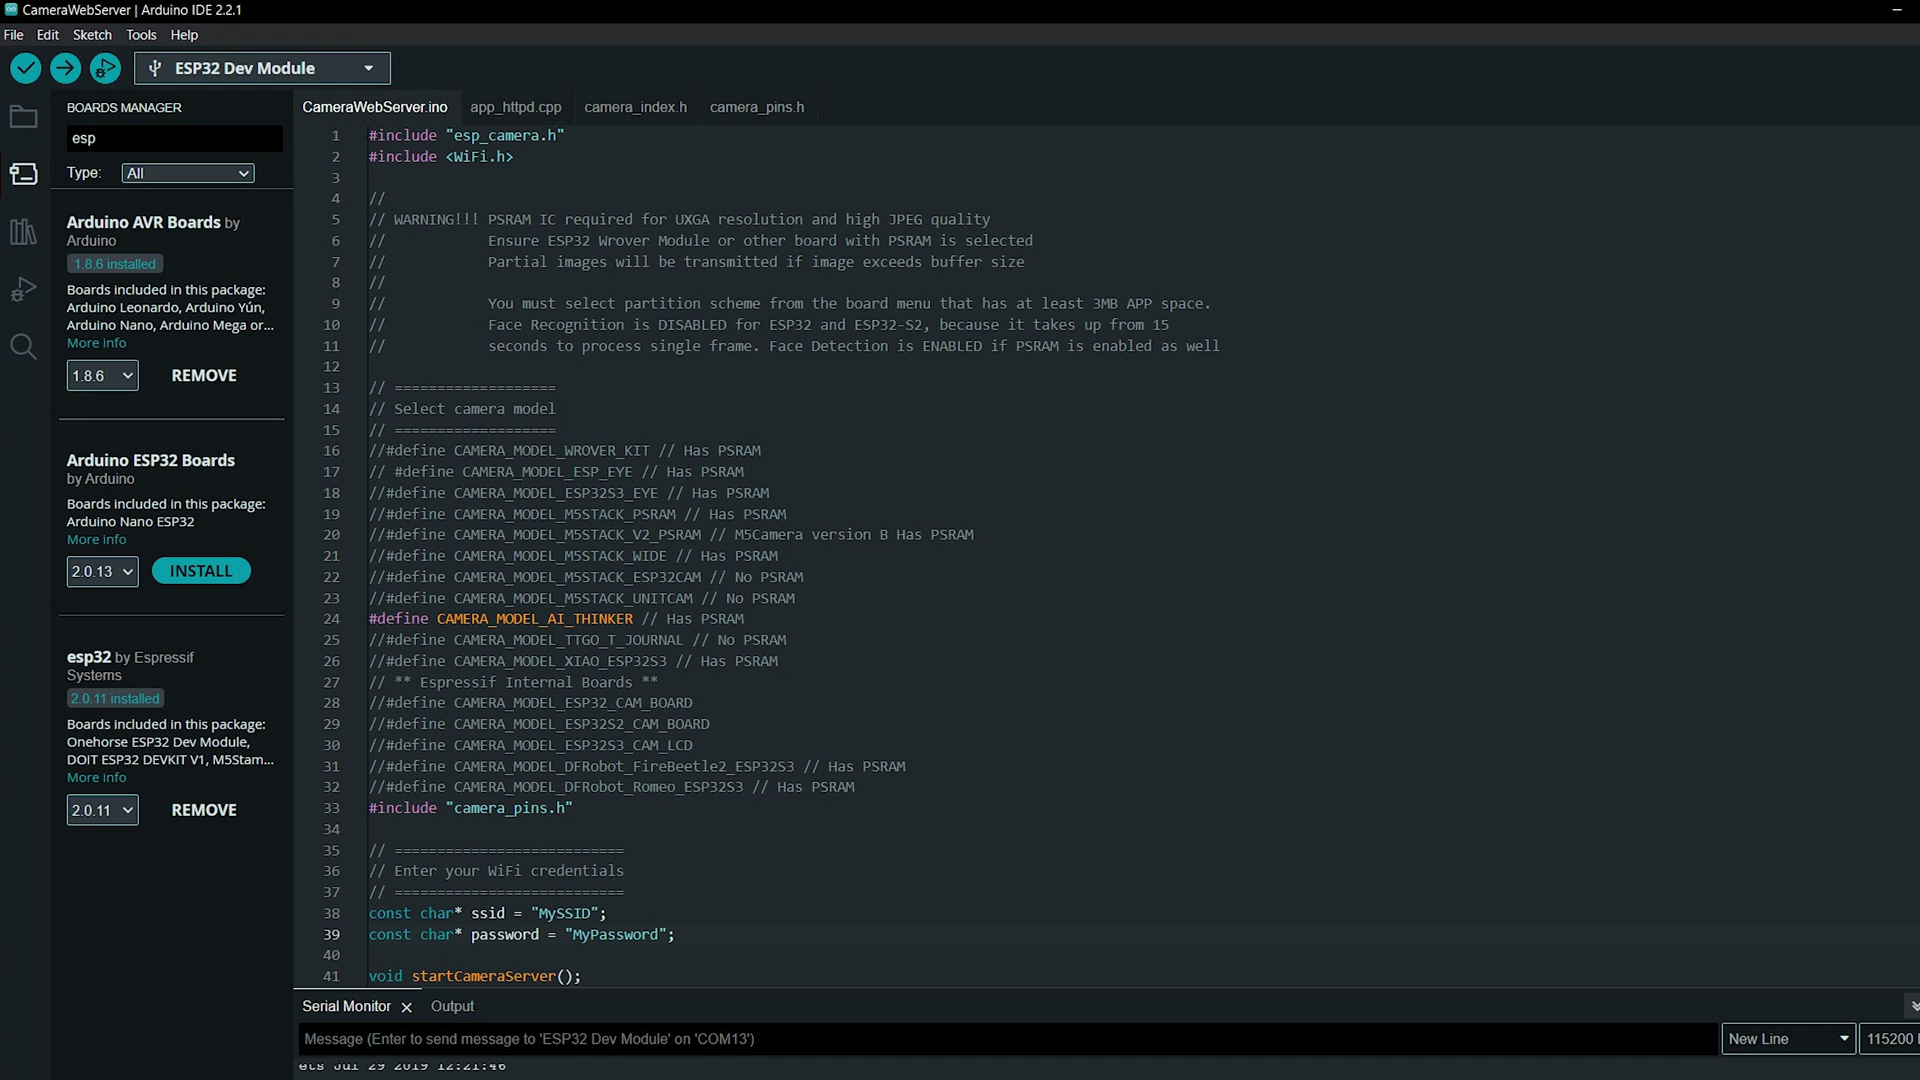 CameraWebServer | Arduino IDE 2.2.1
File Edit Sketch Tools Help
ESP32 Dev Module
BOARDS MANAGER
esp
Type: All
Arduino AVR Boards by
Arduino
1.8.6 installed
Boards included in this package:
Arduino Leonardo, Arduino Yún,
Arduino Nano, Arduino Mega or...
More info
1.8.6 REMOVE
Arduino ESP32 Boards
by Arduino
Boards included in this package:
Arduino Nano ESP32
More info
2.0.13 INSTALL
esp32 by Espressif
Systems
2.0.11 installed
Boards included in this package:
Onehorse ESP32 Dev Module,
DOIT ESP32 DEVKIT V1, M5Stam...
More info
2.0.11 REMOVE
CameraWebServer.ino app_httpd.cpp camera_index.h camera_pins.h
1 #include "esp_camera.h"
2 #include <WiFi.h>
3
4 //
5 // WARNING!!! PSRAM IC required for UXGA resolution and high JPEG quality
6 // Ensure ESP32 Wrover Module or other board with PSRAM is selected
7 // Partial images will be transmitted if image exceeds buffer size
8 //
9 // You must select partition scheme from the board menu that has at least 3MB APP space.
10 // Face Recognition is DISABLED for ESP32 and ESP32-S2, because it takes up from 15
11 // seconds to process single frame. Face Detection is ENABLED if PSRAM is enabled as well
12
13 // ===================
14 // Select camera model
15 // ===================
16 //#define CAMERA_MODEL_WROVER_KIT // Has PSRAM
17 // #define CAMERA_MODEL_ESP_EYE // Has PSRAM
18 //#define CAMERA_MODEL_ESP32S3_EYE // Has PSRAM
19 //#define CAMERA_MODEL_M5STACK_PSRAM // Has PSRAM
20 //#define CAMERA_MODEL_M5STACK_V2_PSRAM // M5Camera version B Has PSRAM
21 //#define CAMERA_MODEL_M5STACK_WIDE // Has PSRAM
22 //#define CAMERA_MODEL_M5STACK_ESP32CAM // No PSRAM
23 //#define CAMERA_MODEL_M5STACK_UNITCAM // No PSRAM
24 #define CAMERA_MODEL_AI_THINKER // Has PSRAM
25 //#define CAMERA_MODEL_TTGO_T_JOURNAL // No PSRAM
26 //#define CAMERA_MODEL_XIAO_ESP32S3 // Has PSRAM
27 // ** Espressif Internal Boards **
28 //#define CAMERA_MODEL_ESP32_CAM_BOARD
29 //#define CAMERA_MODEL_ESP32S2_CAM_BOARD
30 //#define CAMERA_MODEL_ESP32S3_CAM_LCD
31 //#define CAMERA_MODEL_DFRobot_FireBeetle2_ESP32S3 // Has PSRAM
32 //#define CAMERA_MODEL_DFRobot_Romeo_ESP32S3 // Has PSRAM
33 #include "camera_pins.h"
34
35 // ===========================
36 // Enter your WiFi credentials
37 // ===========================
38 const char* ssid = "MySSID";
39 const char* password = "MyPassword";
40
41 void startCameraServer();
Serial Monitor Output
Message (Enter to send message to 'ESP32 Dev Module' on 'COM13')
New Line 115200
ets Jul 29 2019 12:21:46